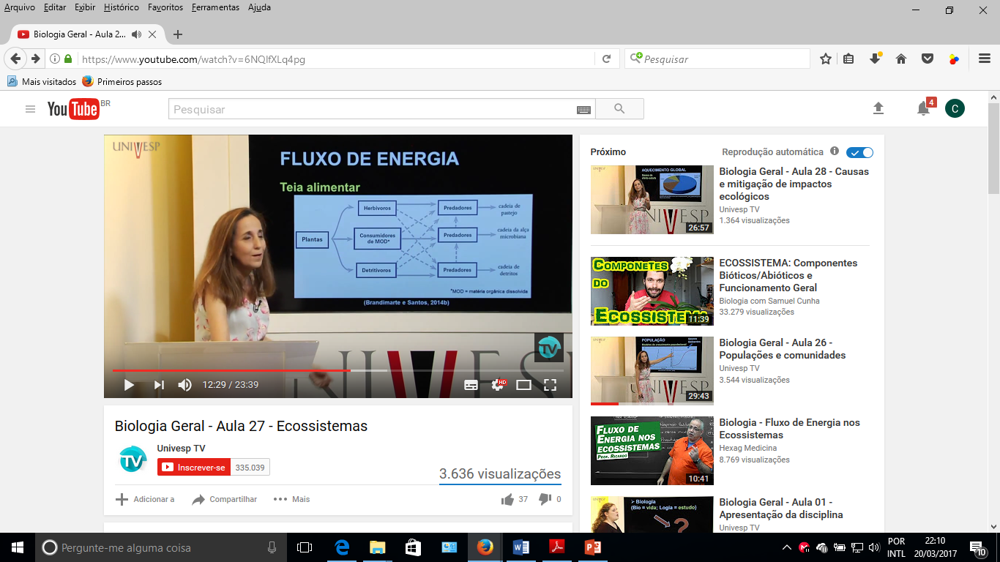 Arquivo Editar Exibir Histórico Favoritos Ferramentas Ajuda
Biologia Geral - Aula 2...
https://www.youtube.com/watch?v=6NQlfXLq4pg
Pesquisar
Mais visitados Primeiros passos
YouTube BR
Pesquisar
4
C
UNIVESP
FLUXO DE ENERGIA
Teia alimentar
Herbívoros Predadores cadeia de
pastejo
Plantas Consumidores
de MOD* Predadores cadeia da alça
microbiana
Detritívoros Predadores cadeia de
detritos
*MOD = matéria orgânica dissolvida
(Brandimarte e Santos, 2014b)
TV
12:29 / 23:39
HD
Biologia Geral - Aula 27 - Ecossistemas
TV
Univesp TV
Inscrever-se 335.039
3.636 visualizações
Adicionar a Compartilhar Mais
37 0
Próximo Reprodução automática
AQUECIMENTO GLOBAL
26:57
Biologia Geral - Aula 28 - Causas
e mitigação de impactos
ecológicos
Univesp TV
1.364 visualizações
COMPONETES
DO
ECOSSISTEMA
11:39
ECOSSISTEMA: Componentes
Bióticos/Abióticos e
Funcionamento Geral
Biologia com Samuel Cunha
33.279 visualizações
POPULAÇÃO
29:43
Biologia Geral - Aula 26 -
Populações e comunidades
Univesp TV
3.544 visualizações
FLUXO DE
ENERGIA NOS
ECOSSISTEMAS
PROF. RICARDO
10:41
Biologia - Fluxo de Energia nos
Ecossistemas
Hexag Medicina
8.769 visualizações
Biologia
(Bio = vida; Logia = estudo)
?
Biologia Geral - Aula 01 -
Apresentação da disciplina
Univesp TV
Pergunte-me alguma coisa
POR
INTL
22:10
20/03/2017
10